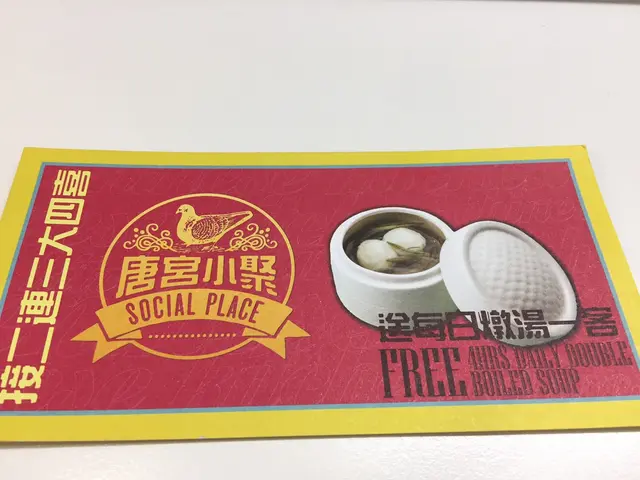 接二連三大四喜
唐宮小聚
SOCIAL PLACE
送每日燉湯一客
FREE 4HRS DAILY DOUBLE
BOILED SOUP